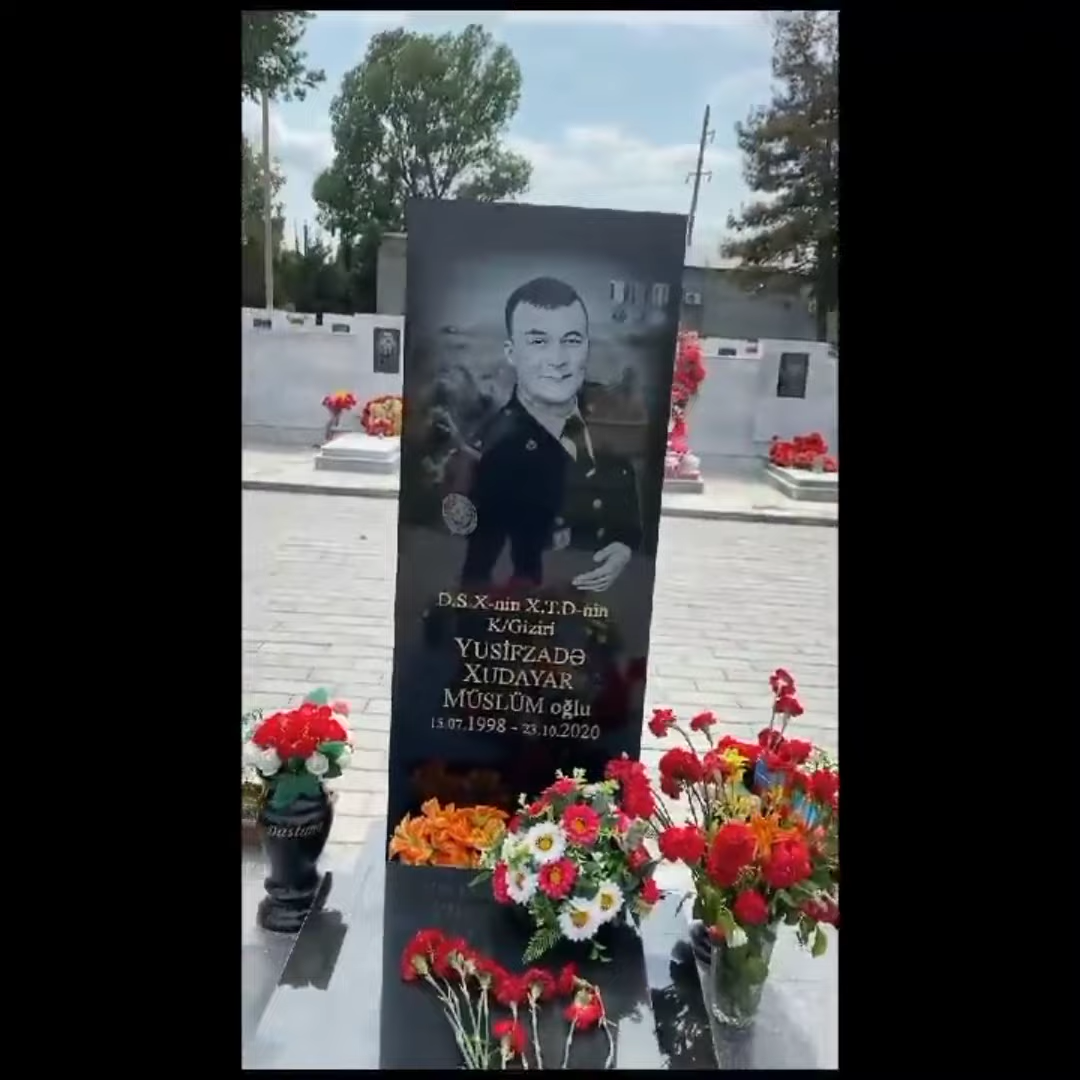 D.S.X-nin X.T.D-nin
K/Giziri
YUSİFZADƏ
XUDAYAR
MÜSLÜM oğlu
15.07.1998 - 23.10.2020